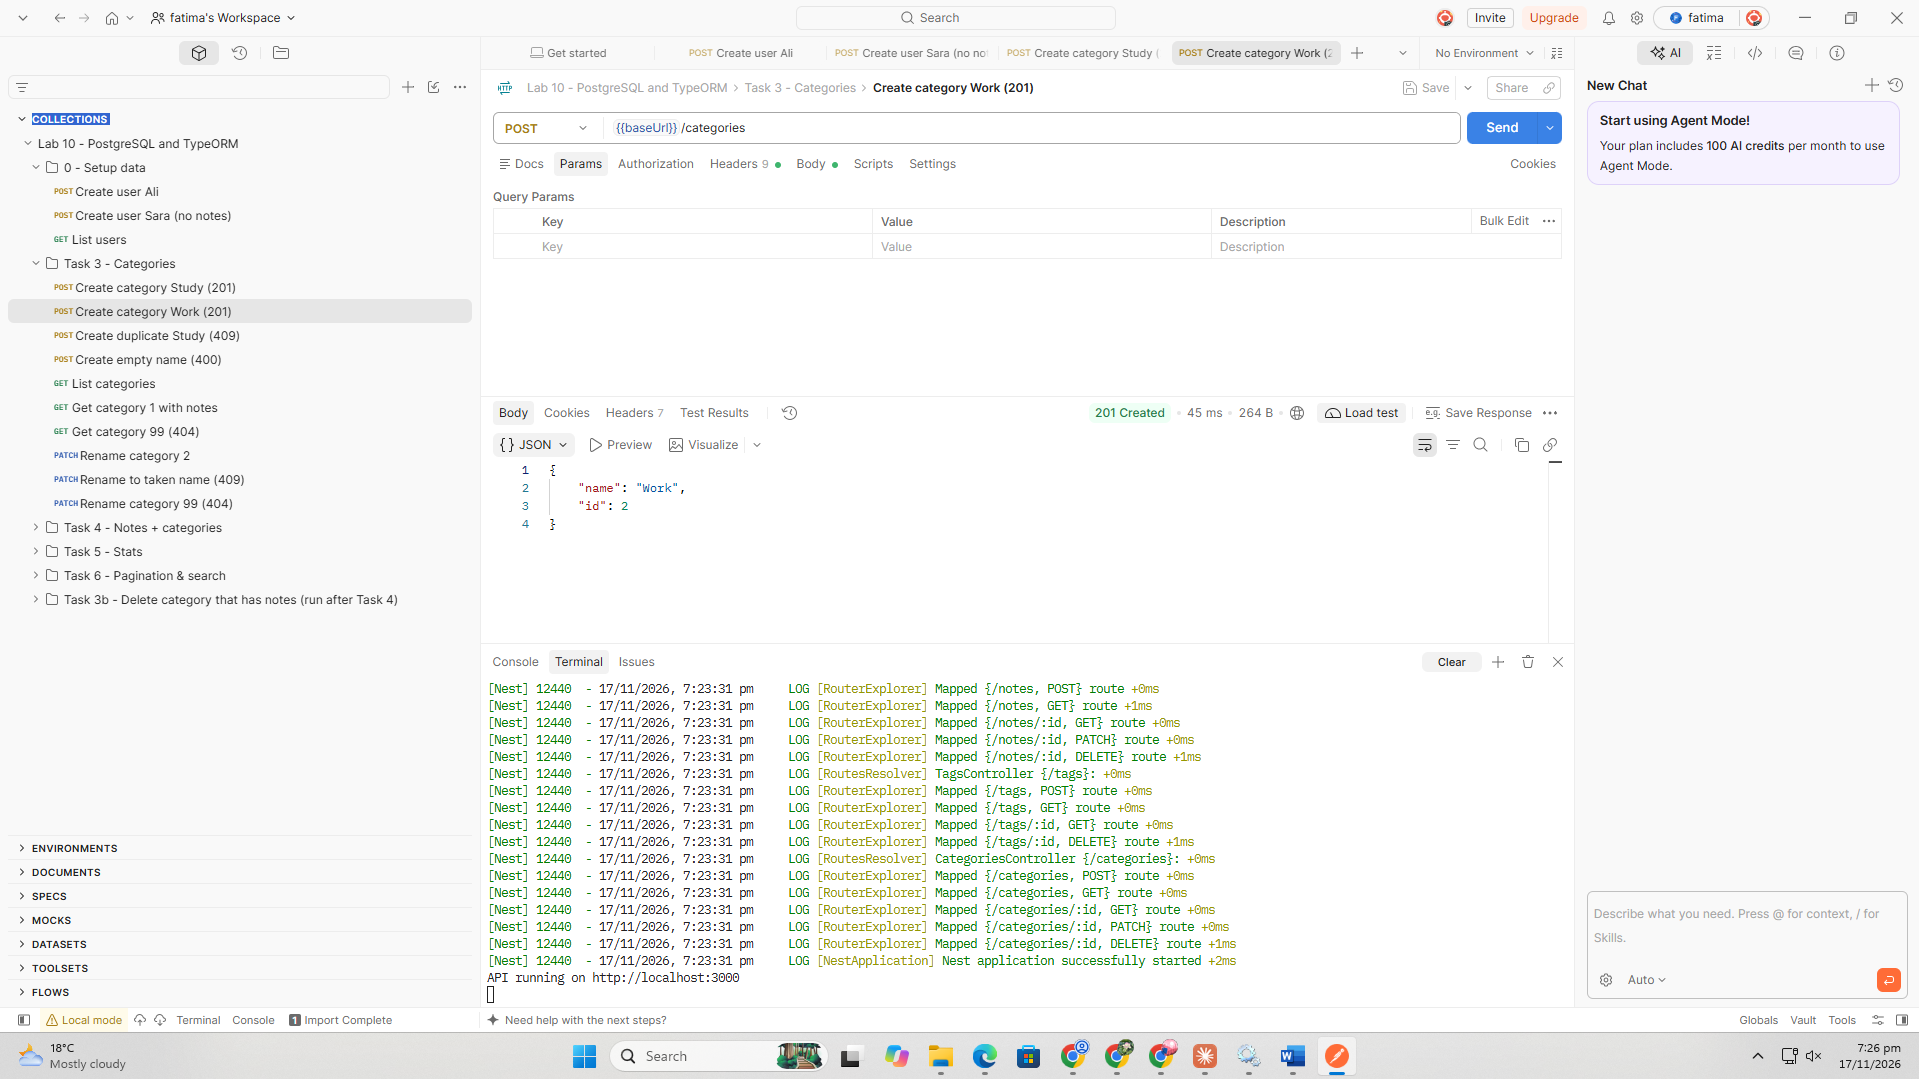 fatima's Workspace
Search
Invite
Upgrade
fatima
Get started
POST Create user Ali
POST Create user Sara (no no
POST Create category Study (
POST Create category Work (2
No Environment
AI
COLLECTIONS
Lab 10 - PostgreSQL and TypeORM
0 - Setup data
POST Create user Ali
POST Create user Sara (no notes)
GET List users
Task 3 - Categories
POST Create category Study (201)
POST Create category Work (201)
POST Create duplicate Study (409)
POST Create empty name (400)
GET List categories
GET Get category 1 with notes
GET Get category 99 (404)
PATCH Rename category 2
PATCH Rename to taken name (409)
PATCH Rename category 99 (404)
Task 4 - Notes + categories
Task 5 - Stats
Task 6 - Pagination & search
Task 3b - Delete category that has notes (run after Task 4)
ENVIRONMENTS
DOCUMENTS
SPECS
MOCKS
DATASETS
TOOLSETS
FLOWS
HTTP Lab 10 - PostgreSQL and TypeORM > Task 3 - Categories > Create category Work (201)
Save
Share
POST {{baseUrl}} /categories
Send
Docs Params Authorization Headers 9 Body Scripts Settings
Cookies
Query Params
Key Value Description Bulk Edit
Key Value Description
Body Cookies Headers 7 Test Results
201 Created • 45 ms • 264 B
Load test
e.g. Save Response
{} JSON Preview Visualize
1 {
2 "name": "Work",
3 "id": 2
4 }
Console Terminal Issues
Clear
[Nest] 12440  - 17/11/2026, 7:23:31 pm     LOG [RouterExplorer] Mapped {/notes, POST} route +0ms
[Nest] 12440  - 17/11/2026, 7:23:31 pm     LOG [RouterExplorer] Mapped {/notes, GET} route +1ms
[Nest] 12440  - 17/11/2026, 7:23:31 pm     LOG [RouterExplorer] Mapped {/notes/:id, GET} route +0ms
[Nest] 12440  - 17/11/2026, 7:23:31 pm     LOG [RouterExplorer] Mapped {/notes/:id, PATCH} route +0ms
[Nest] 12440  - 17/11/2026, 7:23:31 pm     LOG [RouterExplorer] Mapped {/notes/:id, DELETE} route +1ms
[Nest] 12440  - 17/11/2026, 7:23:31 pm     LOG [RoutesResolver] TagsController {/tags}: +0ms
[Nest] 12440  - 17/11/2026, 7:23:31 pm     LOG [RouterExplorer] Mapped {/tags, POST} route +0ms
[Nest] 12440  - 17/11/2026, 7:23:31 pm     LOG [RouterExplorer] Mapped {/tags, GET} route +0ms
[Nest] 12440  - 17/11/2026, 7:23:31 pm     LOG [RouterExplorer] Mapped {/tags/:id, GET} route +0ms
[Nest] 12440  - 17/11/2026, 7:23:31 pm     LOG [RouterExplorer] Mapped {/tags/:id, DELETE} route +1ms
[Nest] 12440  - 17/11/2026, 7:23:31 pm     LOG [RoutesResolver] CategoriesController {/categories}: +0ms
[Nest] 12440  - 17/11/2026, 7:23:31 pm     LOG [RouterExplorer] Mapped {/categories, POST} route +0ms
[Nest] 12440  - 17/11/2026, 7:23:31 pm     LOG [RouterExplorer] Mapped {/categories, GET} route +0ms
[Nest] 12440  - 17/11/2026, 7:23:31 pm     LOG [RouterExplorer] Mapped {/categories/:id, GET} route +0ms
[Nest] 12440  - 17/11/2026, 7:23:31 pm     LOG [RouterExplorer] Mapped {/categories/:id, PATCH} route +0ms
[Nest] 12440  - 17/11/2026, 7:23:31 pm     LOG [RouterExplorer] Mapped {/categories/:id, DELETE} route +1ms
[Nest] 12440  - 17/11/2026, 7:23:31 pm     LOG [NestApplication] Nest application successfully started +2ms
API running on http://localhost:3000
New Chat
Start using Agent Mode!
Your plan includes 100 AI credits per month to use
Agent Mode.
Describe what you need. Press @ for context, / for
Skills.
Auto
Local mode
Terminal
Console
1 Import Complete
Need help with the next steps?
Globals
Vault
Tools
18°C
Mostly cloudy
Search
7:26 pm
17/11/2026